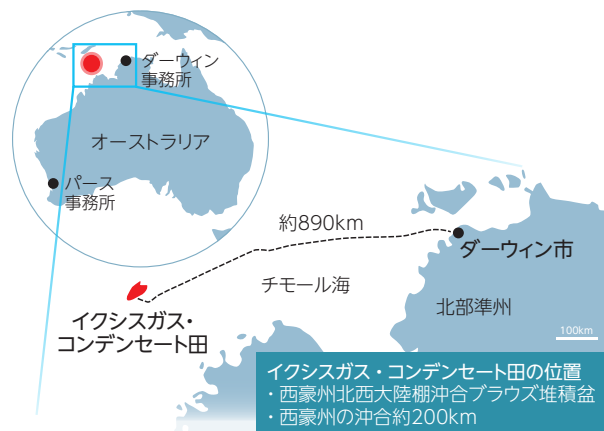 ダーウィン
事務所
オーストラリア
パース
事務所
約890km
ダーウィン市
チモール海
イクシスガス・
コンデンセート田
北部準州
100km
イクシスガス・コンデンセート田の位置
・西豪州北西大陸棚沖合ブラウズ堆積盆
・西豪州の沖合約200km